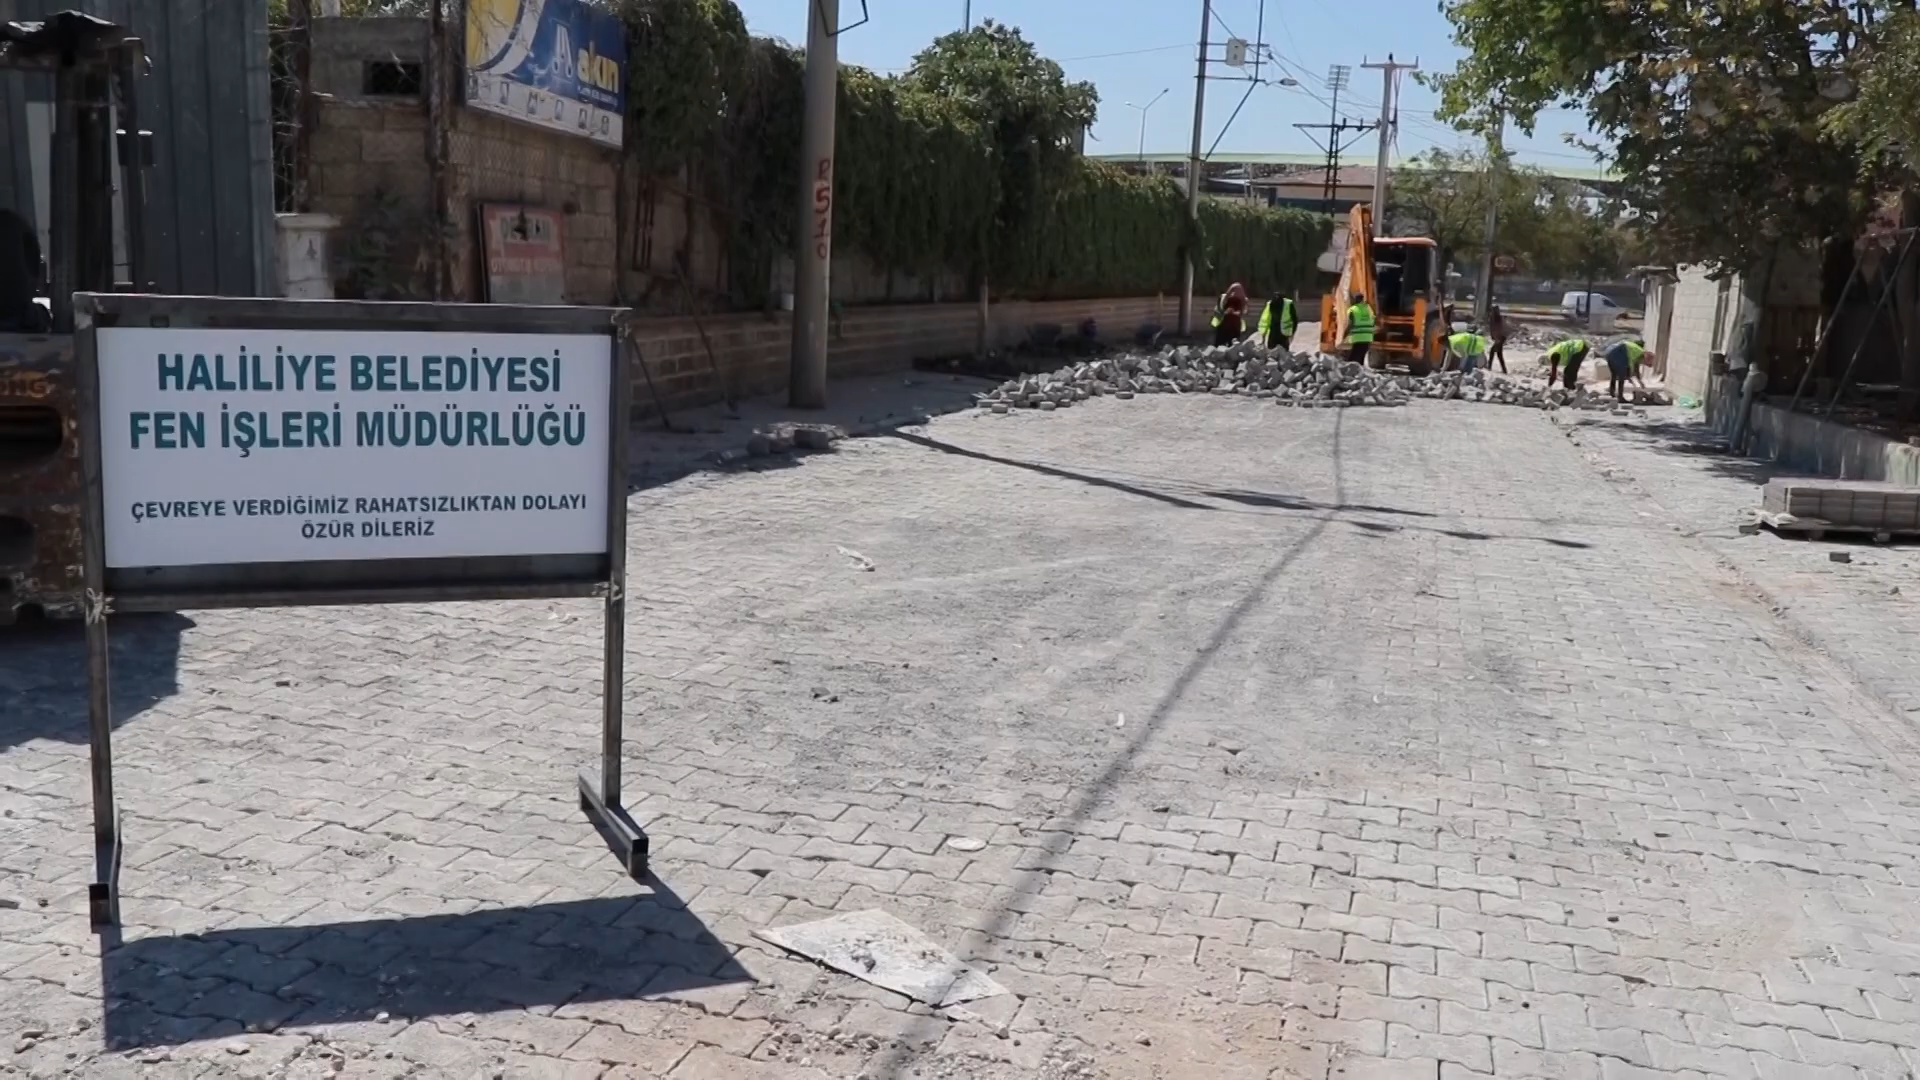 HALİLİYE BELEDİYESİ
FEN İŞLERİ MÜDÜRLÜĞÜ
ÇEVREYE VERDİĞİMİZ RAHATSIZLIKTAN DOLAYI
ÖZÜR DİLERİZ
akın